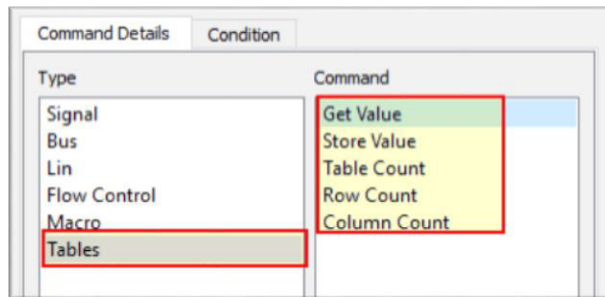 Command Details
Condition
Type
Command
Signal
Bus
Lin
Flow Control
Macro
Tables
Get Value
Store Value
Table Count
Row Count
Column Count